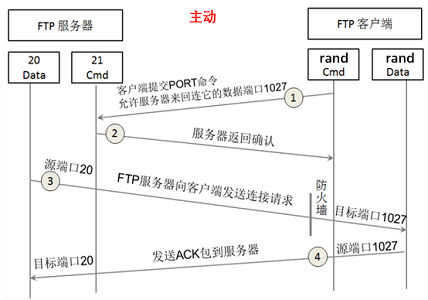 主动
FTP 服务器
FTP 客户端
20
Data
21
Cmd
rand
Cmd
rand
Data
客户端提交PORT命令
允许服务器来回连它的数据端口1027
1
2
服务器返回确认
源端口20
3
FTP服务器向客户端发送连接请求
防火墙
目标端口1027
发送ACK包到服务器
4
源端口1027
目标端口20